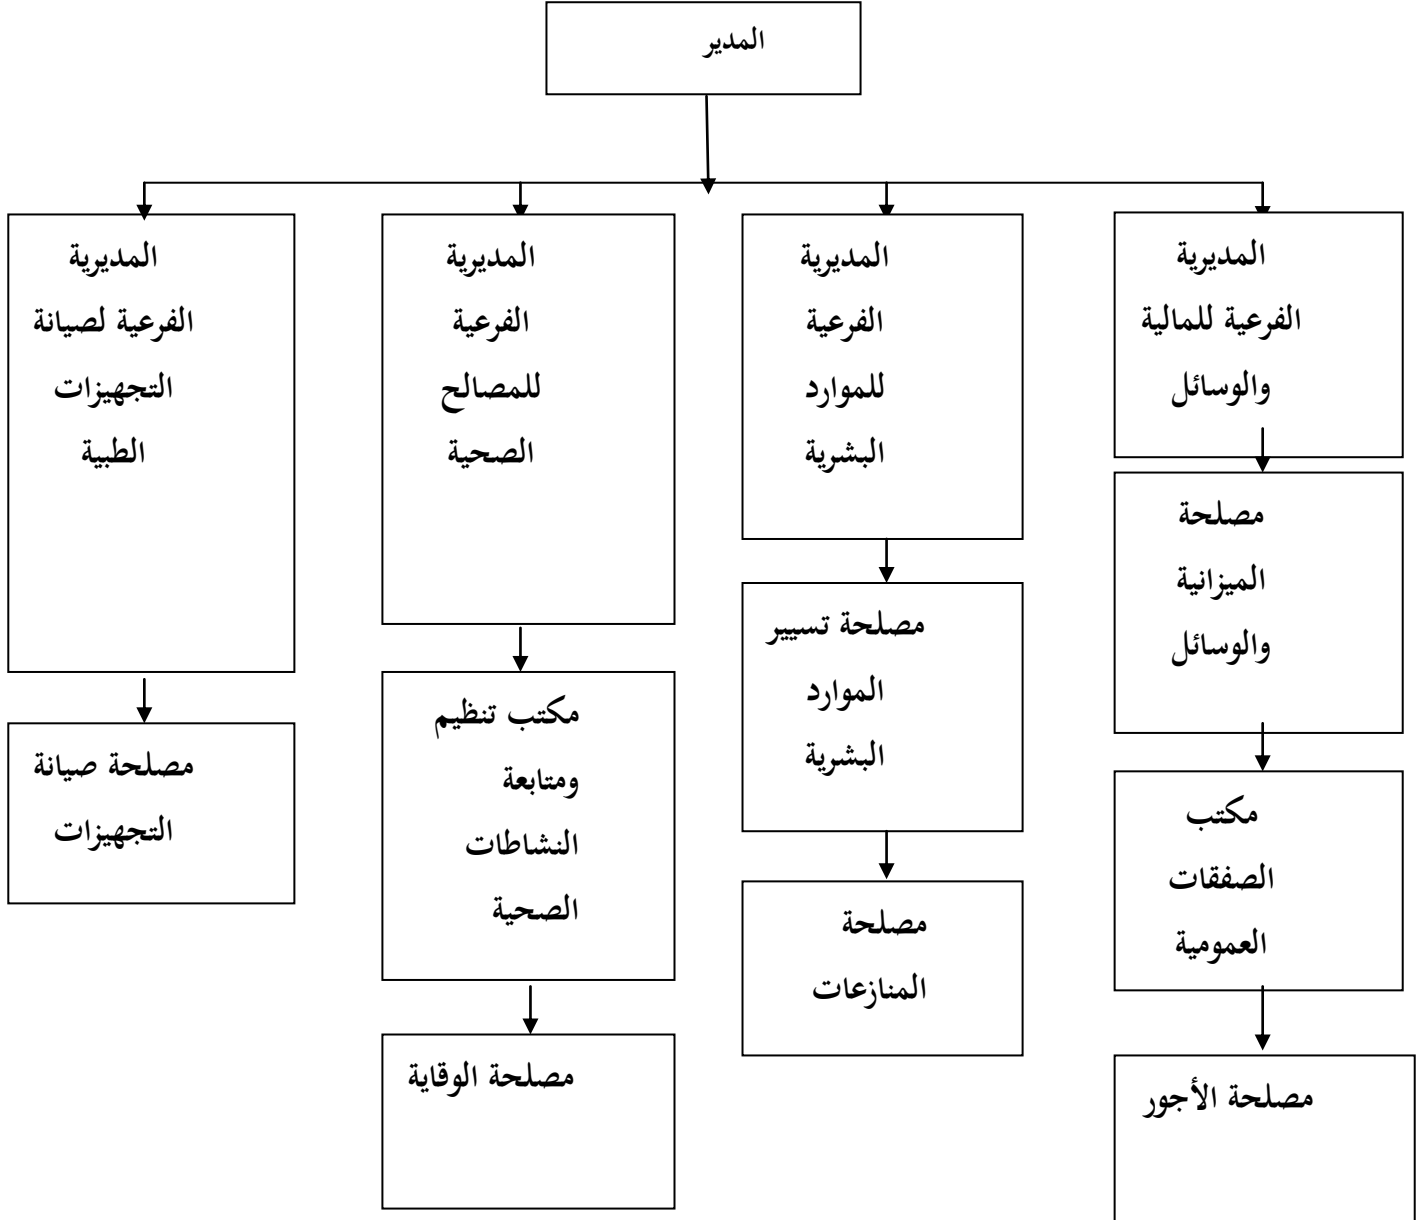 المدير
المديرية
الفرعية للمالية
والوسائل
مصلحة
الميزانية
والوسائل
مكتب
الصفقات
العمومية
مصلحة الأجور
المديرية
الفرعية
للموارد
البشرية
مصلحة تسيير
الموارد
البشرية
مصلحة
المنازعات
المديرية
الفرعية
للمصالح
الصحية
مكتب تنظيم
ومتابعة
النشاطات
الصحية
مصلحة الوقاية
المديرية
الفرعية لصيانة
التجهيزات
الطبية
مصلحة صيانة
التجهيزات